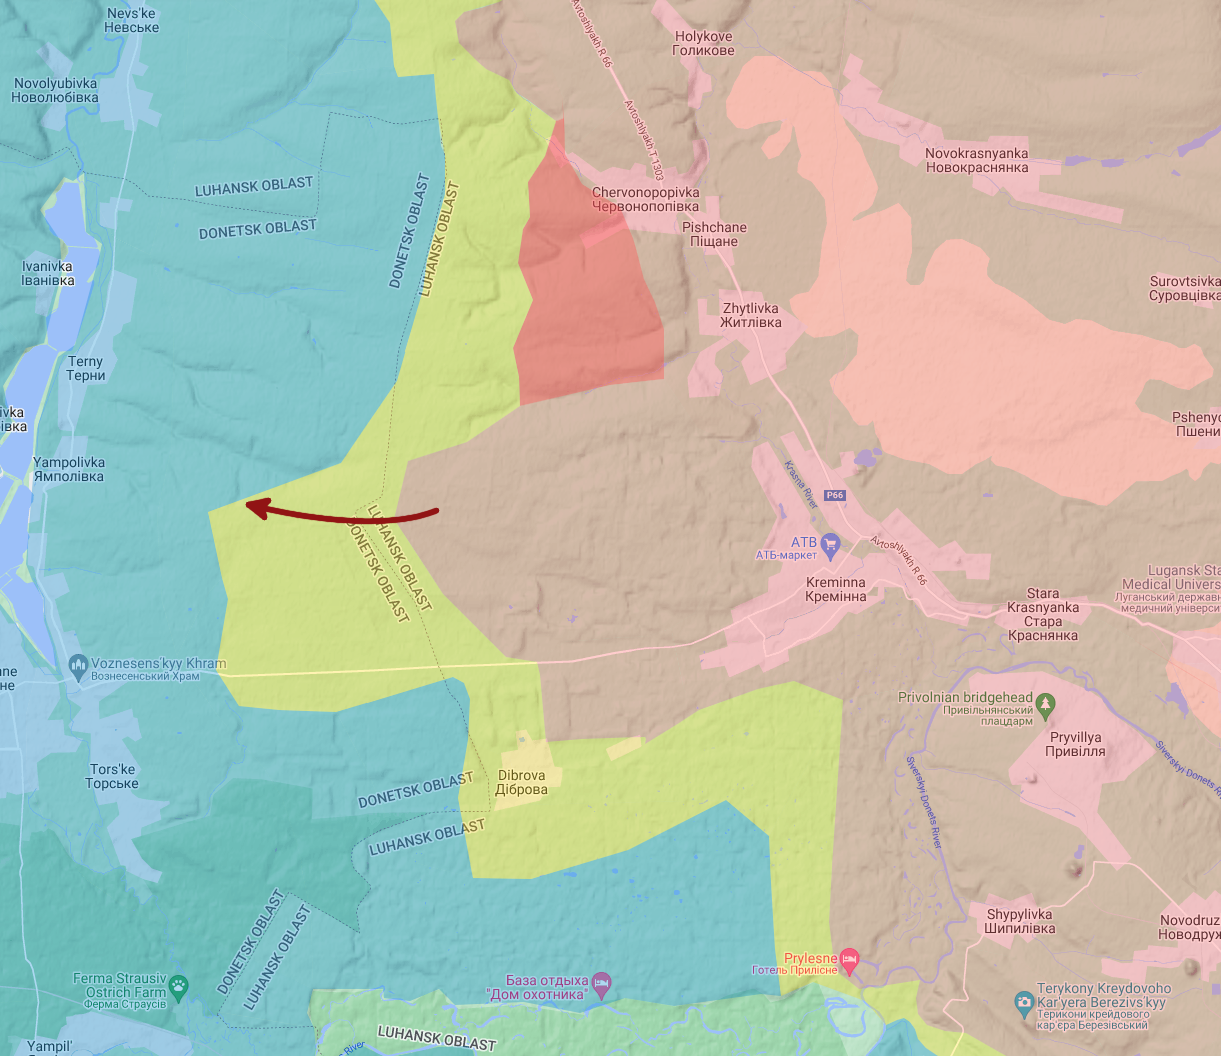 Nevs'ke
Невське
Holykove
Голикове
Avtoshlyakh R 66
Novolyubivka
Новолюбівка
Avtoshlyakh T 1303
Novokrasnyanka
Новокраснянка
LUHANSK OBLAST
DONETSK OBLAST
DONETSK OBLAST
LUHANSK OBLAST
Chervonopopivka
Червонопопівка
Pishchane
Піщане
Ivanivka
Іванівка
Surovtsivka
Суровцівка
Zhytlivka
Житлівка
Terny
Терни
ivka
івка
Pshenyc
Пшени
Yampolivka
Ямполівка
Krasna River
P66
LUHANSK OBLAST
DONETSK OBLAST
ATB
АТБ-маркет
Avtoshlyakh R 66
Kreminna
Кремінна
Lugansk Sta
Medical Univers
Луганський державн
медичний університ
Stara
Krasnyanka
Стара
Краснянка
Voznesens'kyy Khram
Вознесенський Храм
ne
не
Privolnian bridgehead
Привільнянський
плацдарм
Pryvillya
Привілля
Siverskyi Donets R
Siverskyi Donets River
Tors'ke
Торське
Dibrova
Діброва
DONETSK OBLAST
LUHANSK OBLAST
DONETSK OBLAST
LUHANSK OBLAST
Shypylivka
Шипилівка
Novodruz
Новодруж
Prylesne
Готель Прилісне
Ferma Strausiv
Ostrich Farm
Ферма Страусів
База отдыха
"Дом охотника"
Terykony Kreydovoho
Kar'yera Berezivs'kyy
Терикони крейдового
кар'єра Березівський
LUHANSK OBLAST
River
Yampil'